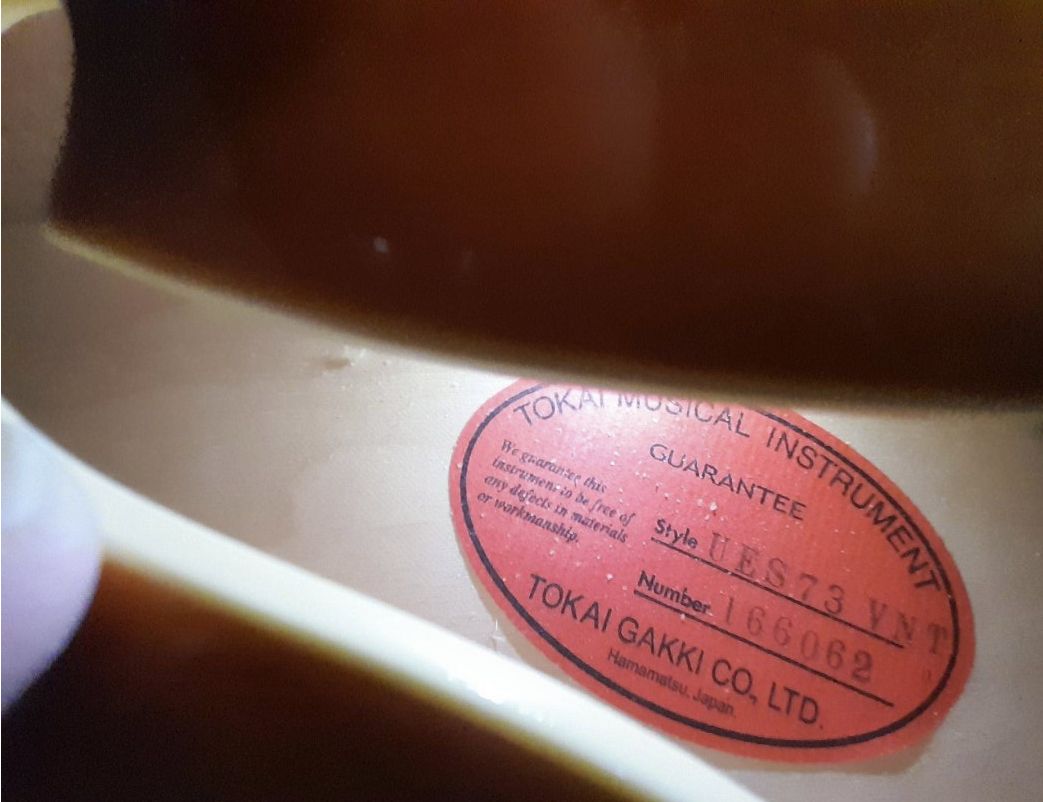 TOKAI MUSICAL INSTRUMENT
GUARANTEE
We guarantee this
instrument to be free of
any defects in materials
or workmanship.
Style UES73 VNT
Number 166062
TOKAI GAKKI CO., LTD.
Hamamatsu, Japan.